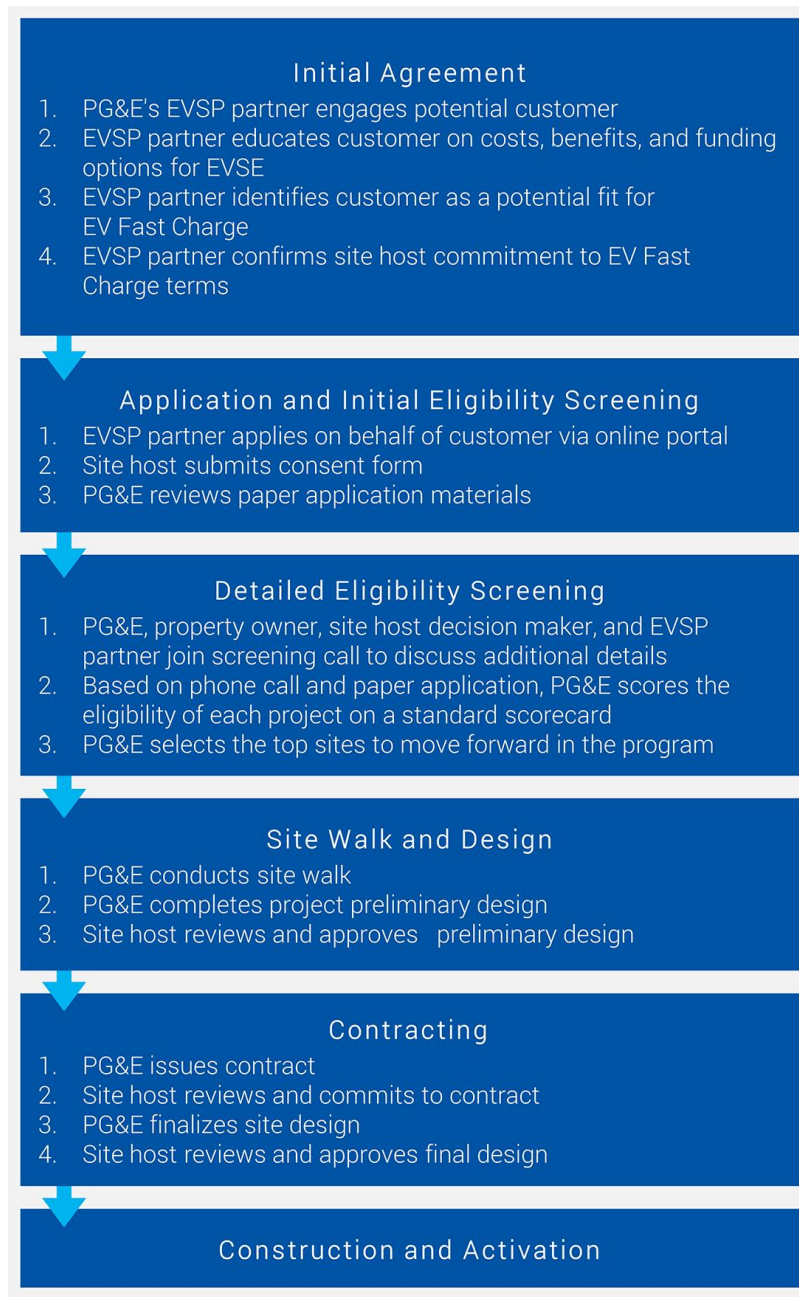 Initial Agreement
1. PG&E's EVSP partner engages potential customer
2. EVSP partner educates customer on costs, benefits, and funding
options for EVSE
3. EVSP partner identifies customer as a potential fit for
EV Fast Charge
4. EVSP partner confirms site host commitment to EV Fast
Charge terms
Application and Initial Eligibility Screening
1. EVSP partner applies on behalf of customer via online portal
2. Site host submits consent form
3. PG&E reviews paper application materials
Detailed Eligibility Screening
1. PG&E, property owner, site host decision maker, and EVSP
partner join screening call to discuss additional details
2. Based on phone call and paper application, PG&E scores the
eligibility of each project on a standard scorecard
3. PG&E selects the top sites to move forward in the program
Site Walk and Design
1. PG&E conducts site walk
2. PG&E completes project preliminary design
3. Site host reviews and approves preliminary design
Contracting
1. PG&E issues contract
2. Site host reviews and commits to contract
3. PG&E finalizes site design
4. Site host reviews and approves final design
Construction and Activation